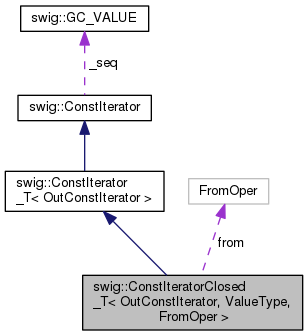 swig::GC_VALUE
_seq
swig::ConstIterator
swig::ConstIterator
_T< OutConstIterator >
FromOper
from
swig::ConstIteratorClosed
_T< OutConstIterator, ValueType,
FromOper >